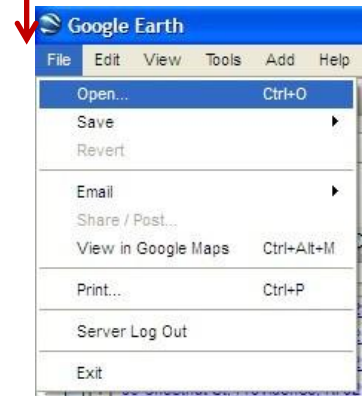 Google Earth
File Edit View Tools Add Help
Open... Ctrl+O
Save
Revert
Email
Share / Post...
View in Google Maps Ctrl+Alt+M
Print... Ctrl+P
Server Log Out
Exit